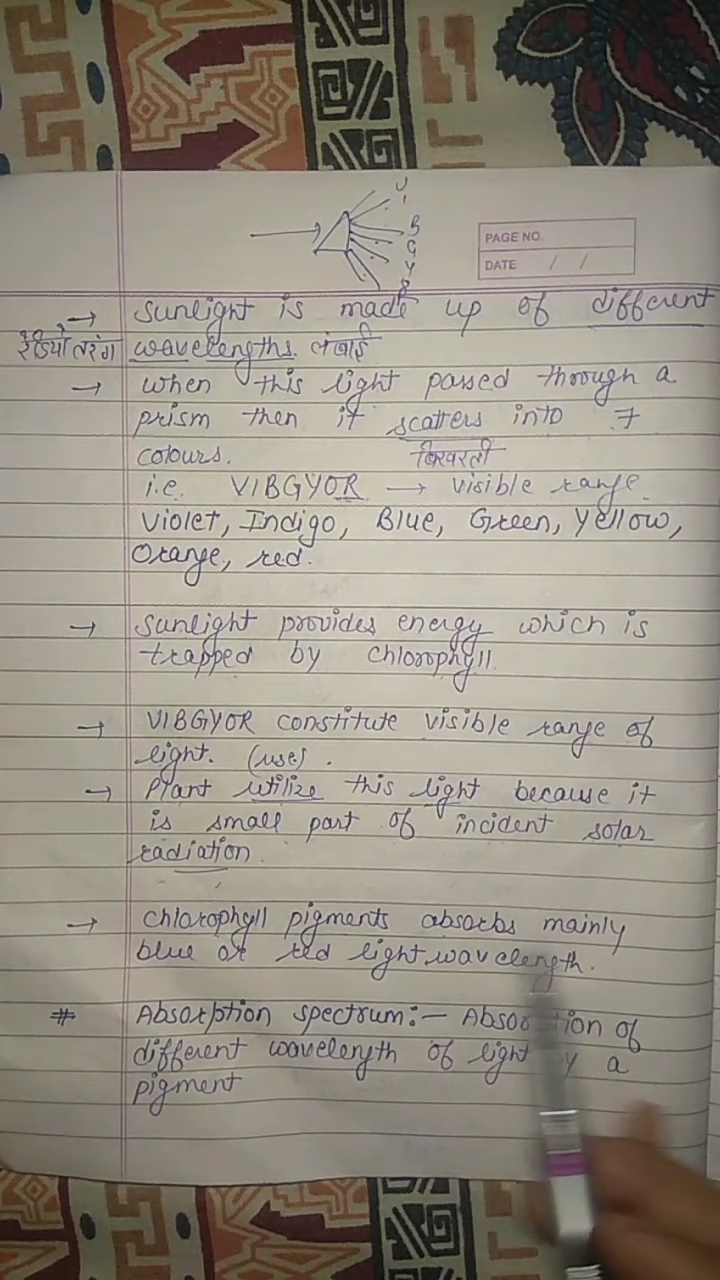 V
I
B
G
Y
R
PAGE NO.
DATE / /
→ sunlight is made up of different
रेडियो तरंग wavelengths. लंबाई
→ when this light passed through a
prism then it scatters into 7
colours. बिखरती
i.e. VIBGYOR → visible range.
Violet, Indigo, Blue, Green, Yellow,
Orange, red.
→ sunlight provides energy which is
trapped by chlorophyll
→ VIBGYOR constitute visible range of
light. (use).
→ Plant utilize this light because it
is small part of incident solar
radiation.
→ chlorophyll pigments absorbs mainly
blue or red light wavelength.
# Absorption spectrum:- Absorption of
different wavelength of light by a
pigment